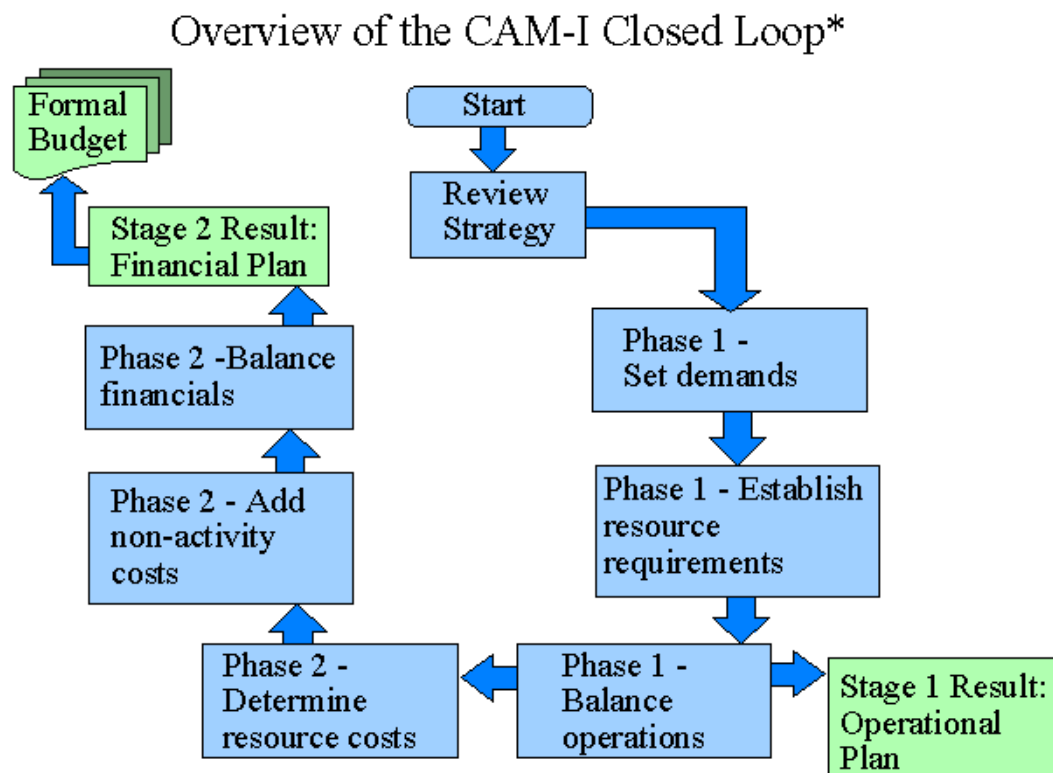 Overview of the CAM-I Closed Loop*
Formal
Budget
Start
Review
Strategy
Stage 2 Result:
Financial Plan
Phase 2 -Balance
financials
Phase 1 -
Set demands
Phase 2 - Add
non-activity
costs
Phase 1 - Establish
resource
requirements
Phase 2 -
Determine
resource costs
Phase 1 -
Balance
operations
Stage 1 Result:
Operational
Plan